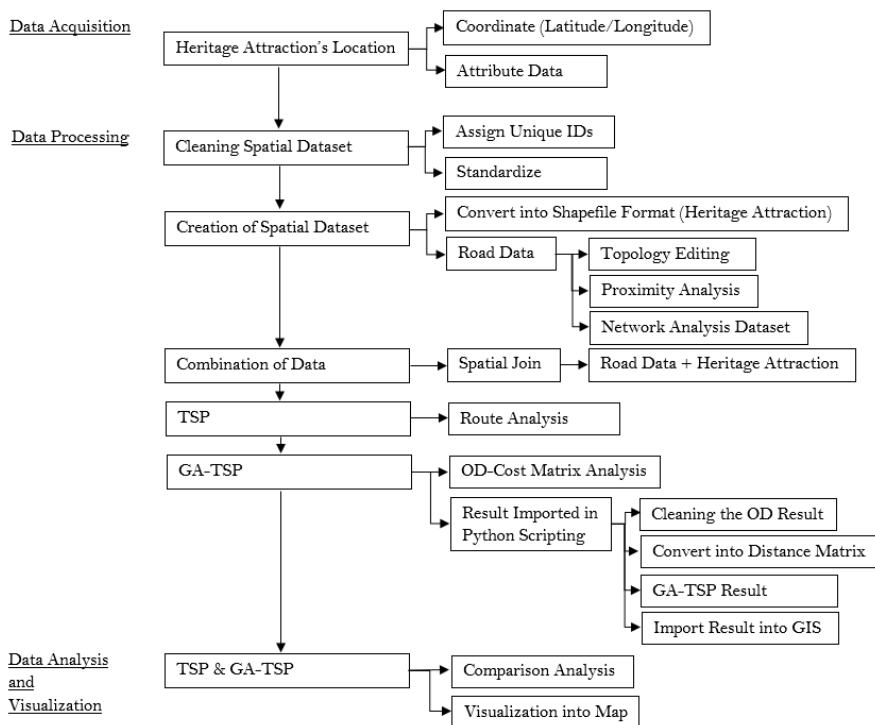 Data Acquisition
Heritage Attraction's Location
Coordinate (Latitude/Longitude)
Attribute Data
Data Processing
Cleaning Spatial Dataset
Assign Unique IDs
Standardize
Creation of Spatial Dataset
Convert into Shapefile Format (Heritage Attraction)
Road Data
Topology Editing
Proximity Analysis
Network Analysis Dataset
Combination of Data
Spatial Join
Road Data + Heritage Attraction
TSP
Route Analysis
GA-TSP
OD-Cost Matrix Analysis
Result Imported in
Python Scripting
Cleaning the OD Result
Convert into Distance Matrix
GA-TSP Result
Import Result into GIS
Data Analysis
and
Visualization
TSP & GA-TSP
Comparison Analysis
Visualization into Map